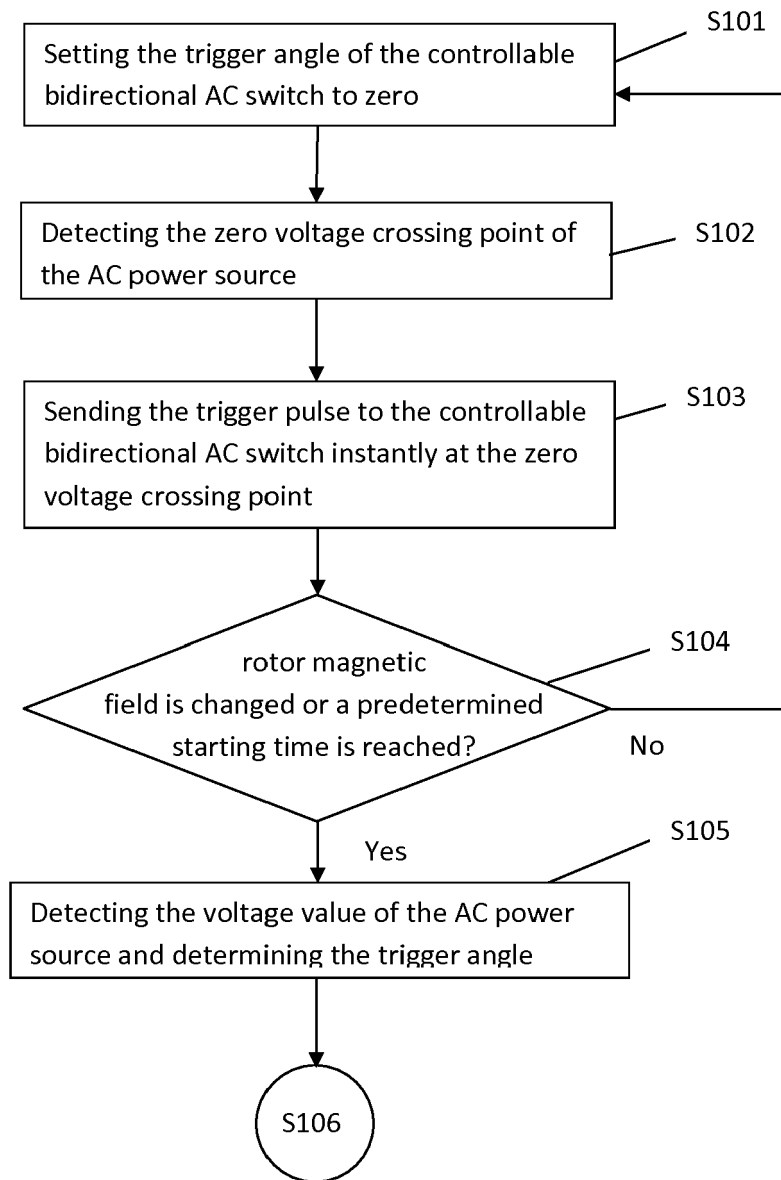 S101
Setting the trigger angle of the controllable
bidirectional AC switch to zero
Detecting the zero voltage crossing point of
the AC power source
S102
Sending the trigger pulse to the controllable
bidirectional AC switch instantly at the zero
voltage crossing point
S103
rotor magnetic
field is changed or a predetermined
starting time is reached?
S104
No
Yes
S105
Detecting the voltage value of the AC power
source and determining the trigger angle
S106